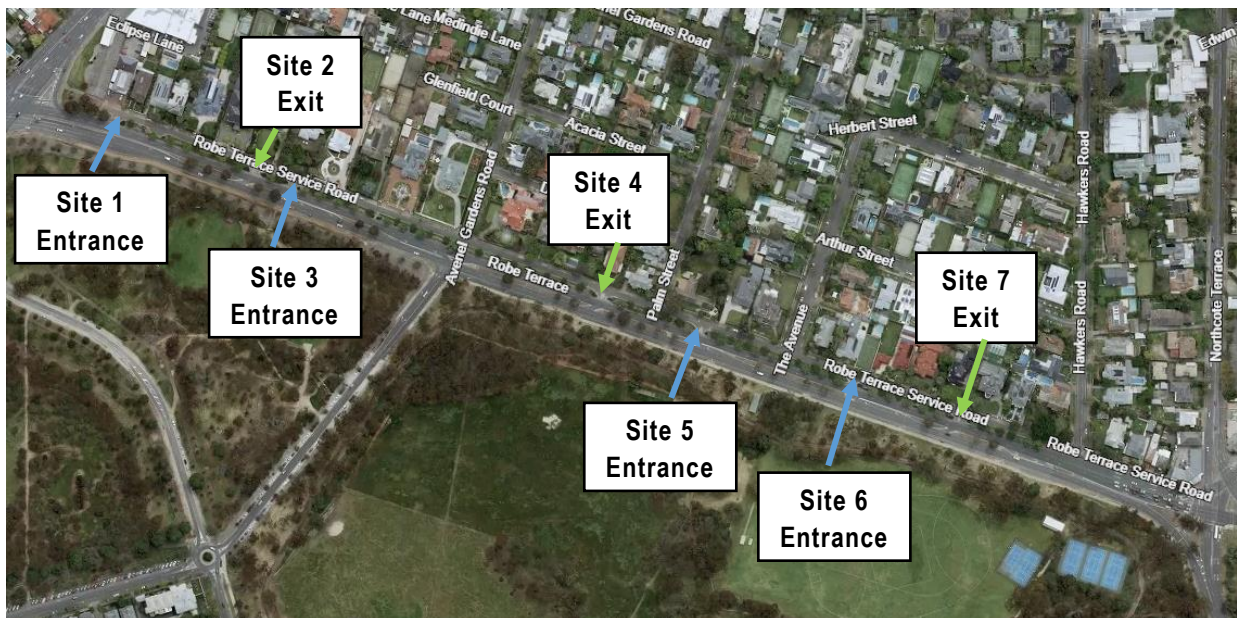 Eclipse Lane
Lane
Medindie Lane
nel Gardens Road
Edwin
Site 2
Exit
Glenfield Court
Acacia Street
Herbert Street
Hawkers Road
Robe Terrace Service Road
Site 1
Entrance
Site 4
Exit
Avenel Gardens Road
Palm Street
Arthur Street
Northcote Terrace
Site 3
Entrance
Robe Terrace
The Avenue
Site 7
Exit
Hawkers Road
Robe Terrace Service Road
Site 5
Entrance
Robe Terrace Service Road
Site 6
Entrance